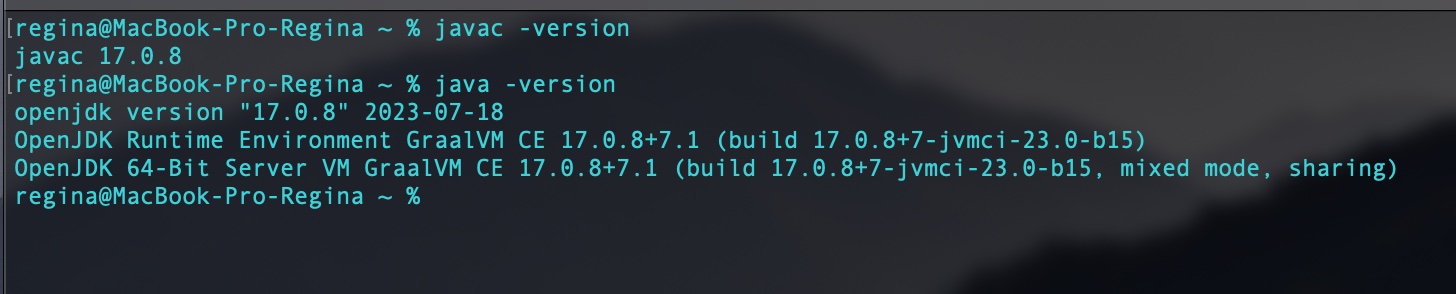 [regina@MacBook-Pro-Regina ~ % javac -version
javac 17.0.8
[regina@MacBook-Pro-Regina ~ % java -version
openjdk version "17.0.8" 2023-07-18
OpenJDK Runtime Environment GraalVM CE 17.0.8+7.1 (build 17.0.8+7-jvmci-23.0-b15)
OpenJDK 64-Bit Server VM GraalVM CE 17.0.8+7.1 (build 17.0.8+7-jvmci-23.0-b15, mixed mode, sharing)
regina@MacBook-Pro-Regina ~ %